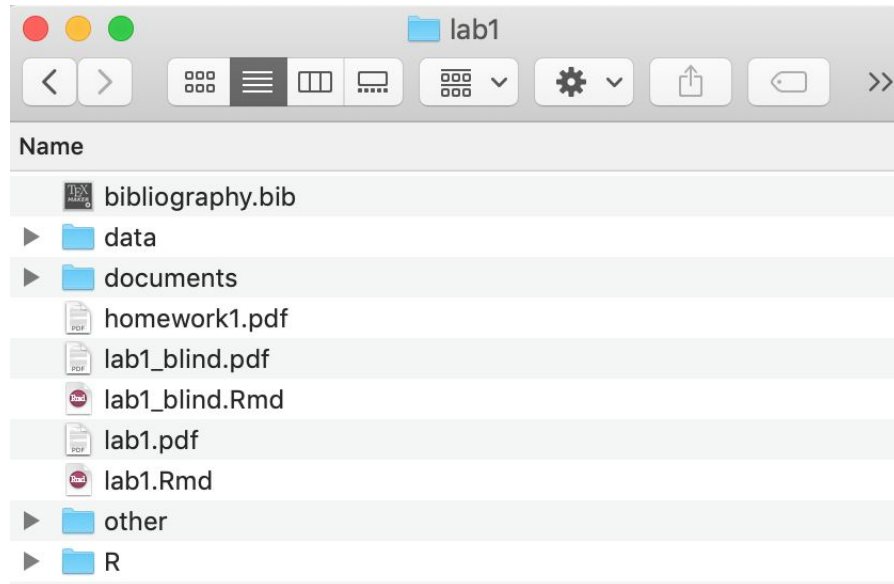 lab1
Name
bibliography.bib
data
documents
homework1.pdf
lab1_blind.pdf
lab1_blind.Rmd
lab1.pdf
lab1.Rmd
other
R